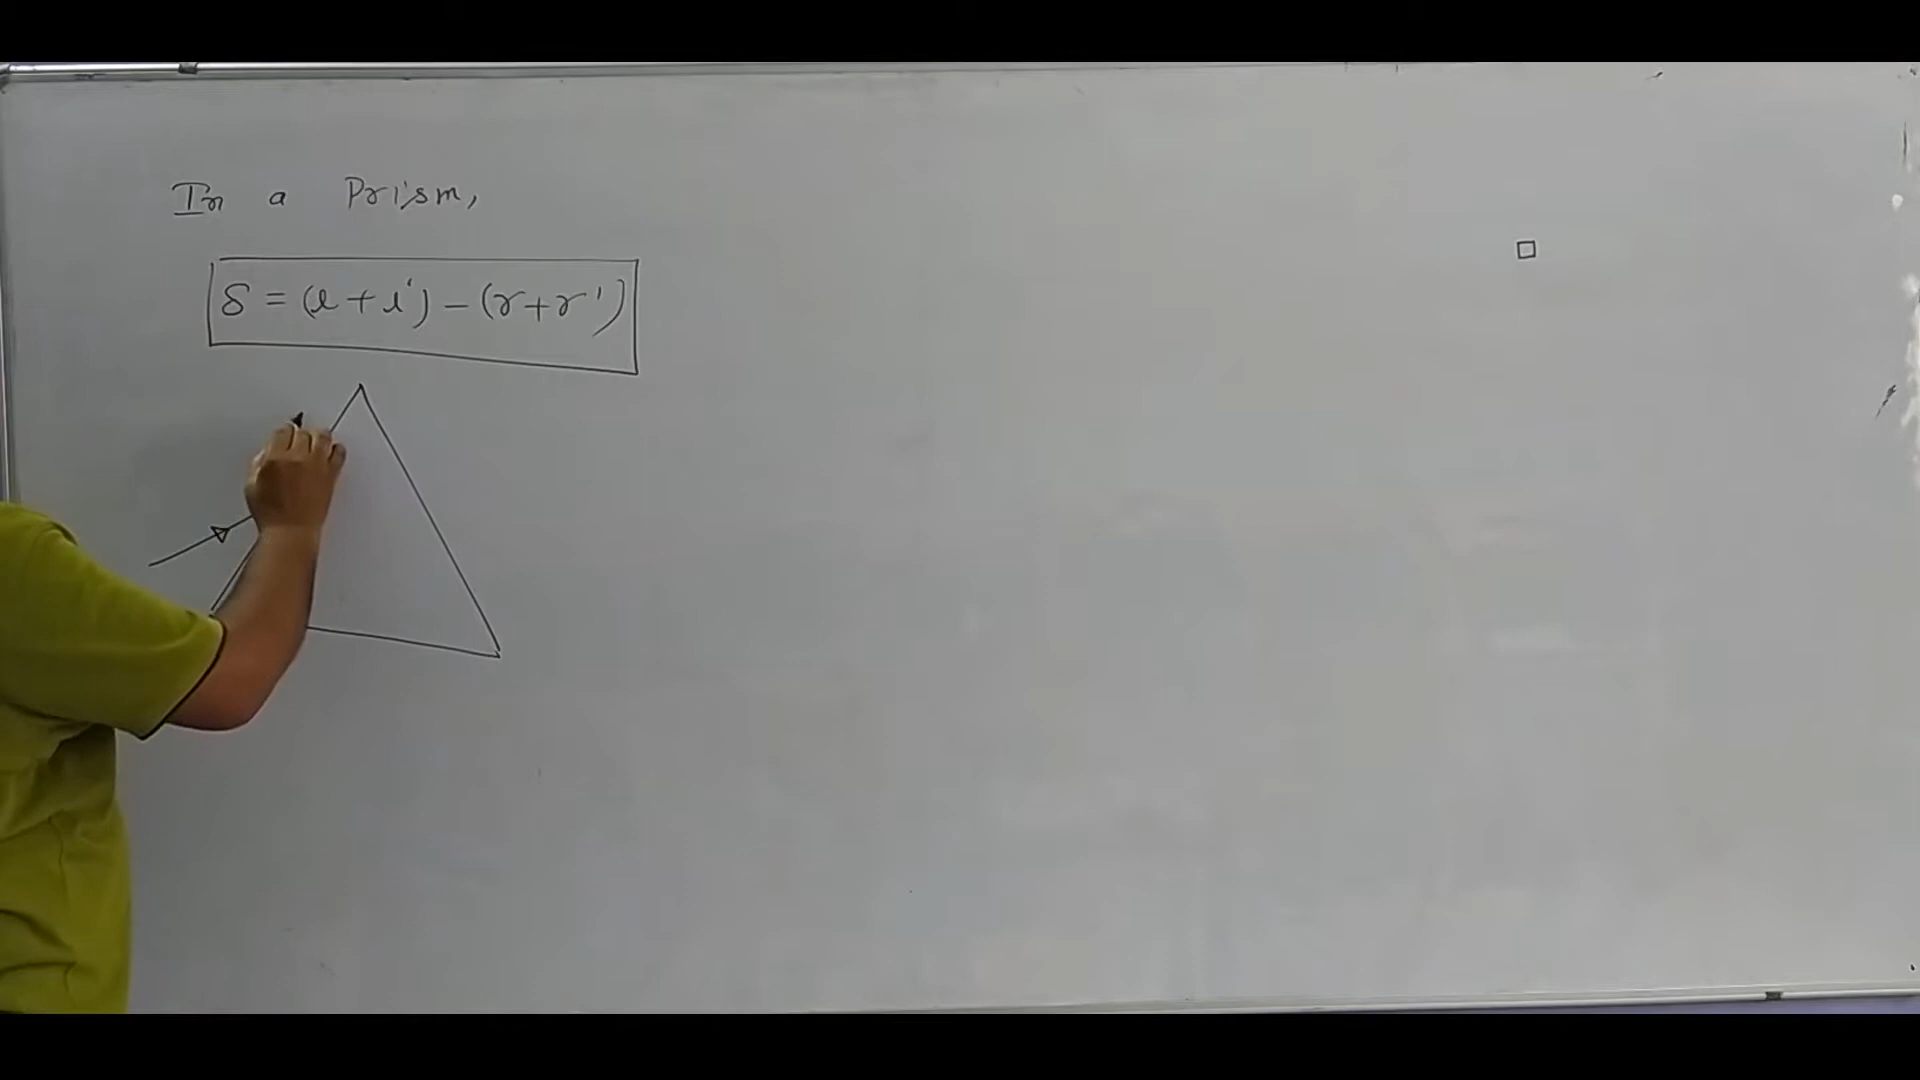 In a Prism,
δ = (i + i') - (r + r')